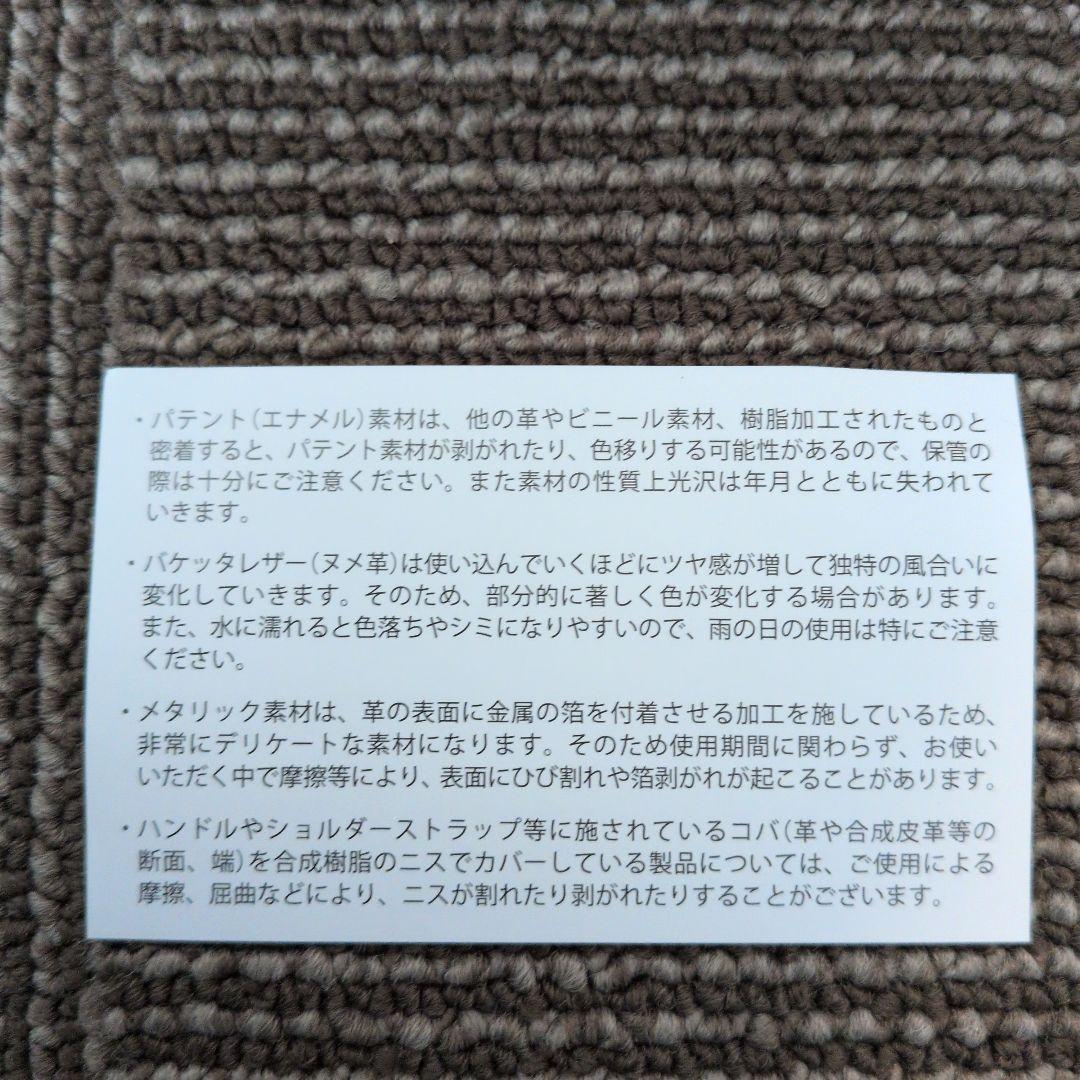 ・パテント(エナメル)素材は、他の革やビニール素材、樹脂加工されたものと
密着すると、パテント素材が剥がれたり、色移りする可能性があるので、保管の
際は十分にご注意ください。また素材の性質上光沢は年月とともに失われて
いきます。
・バケッタレザー(ヌメ革)は使い込んでいくほどにツヤ感が増して独特の風合いに
変化していきます。そのため、部分的に著しく色が変化する場合があります。
また、水に濡れると色落ちやシミになりやすいので、雨の日の使用は特にご注意
ください。
・メタリック素材は、革の表面に金属の箔を付着させる加工を施しているため、
非常にデリケートな素材になります。そのため使用期間に関わらず、お使い
いただく中で摩擦等により、表面にひび割れや箔剥がれが起こることがあります。
・ハンドルやショルダーストラップ等に施されているコバ(革や合成皮革等の
断面、端)を合成樹脂のニスでカバーしている製品については、ご使用による
摩擦、屈曲などにより、ニスが割れたり剥がれたりすることがございます。